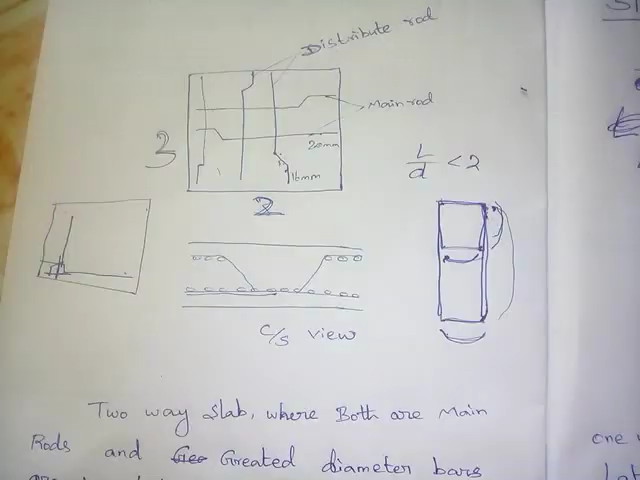 Distribute rod
Main rod
3
20mm
16mm
L/d < 2
2
C/s view
Two way slab, where Both are Main
Rods and Greated diameter bars
one